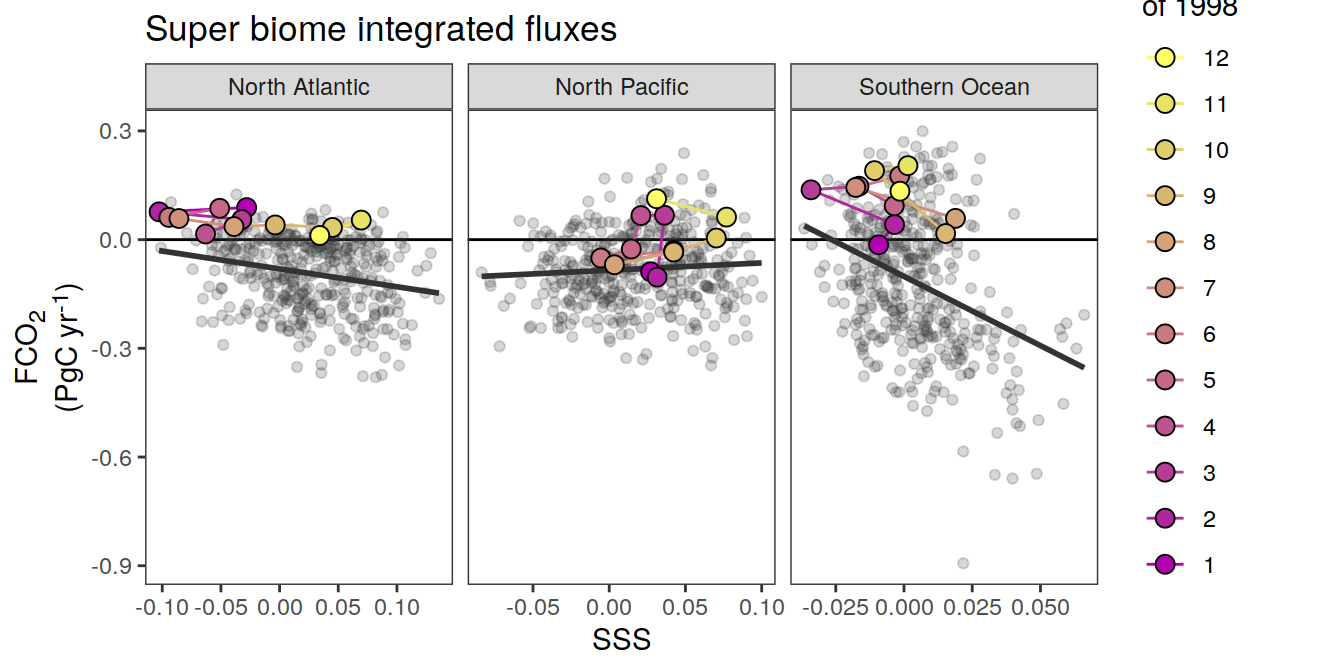 of 1998
Super biome integrated fluxes
North Atlantic
North Pacific
Southern Ocean
0.3
0.0
-0.3
-0.6
-0.9
FCO₂
(PgC yr⁻¹)
-0.10 -0.05 0.00 0.05 0.10
-0.05 0.00 0.05 0.10
-0.025 0.000 0.025 0.050
SSS
12
11
10
9
8
7
6
5
4
3
2
1